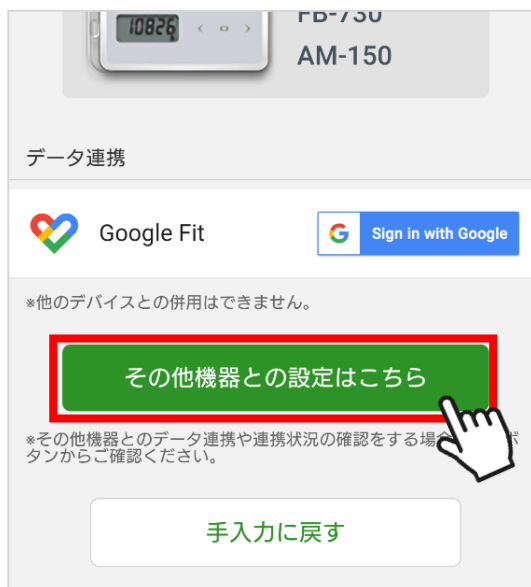 10826
FB-730
AM-150
データ連携
Google Fit
G Sign in with Google
※他のデバイスとの併用はできません。
その他機器との設定はこちら
※その他機器とのデータ連携や連携状況の確認をする場合
タンからご確認ください。
手入力に戻す